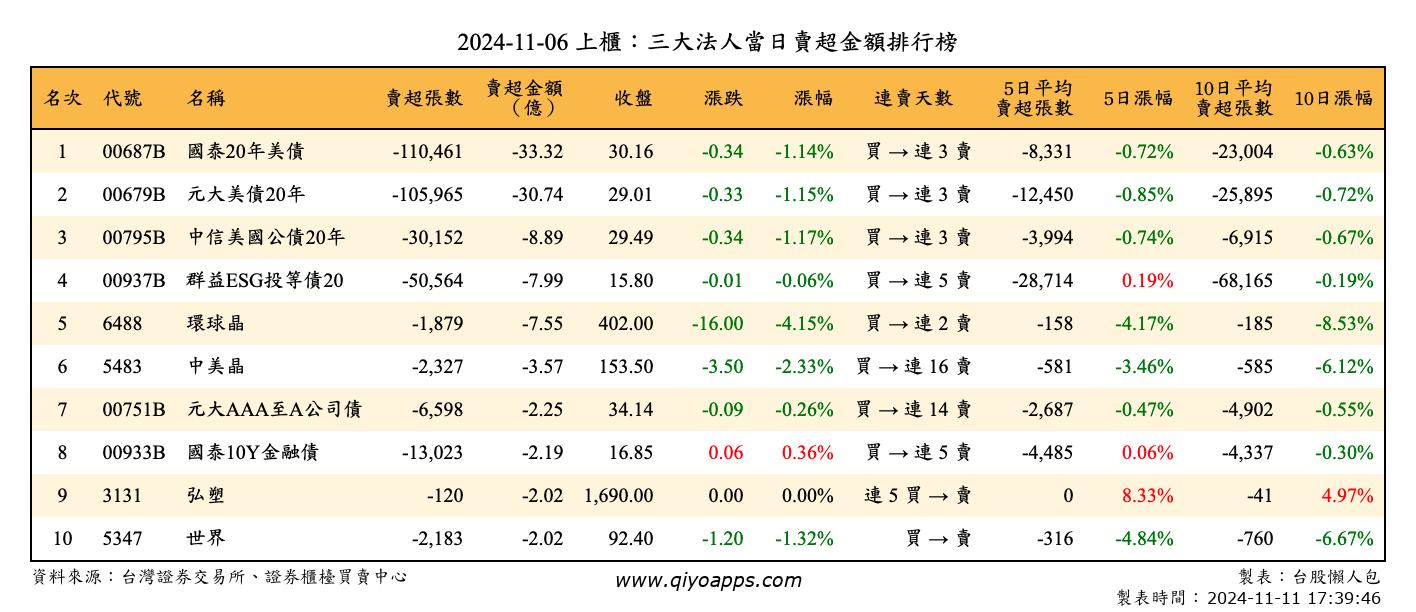 2024-11-06 上櫃：三大法人當日賣超金額排行榜
名次 代號 名稱 賣超張數 賣超金額（億） 收盤 漲跌 漲幅 連賣天數 5日平均賣超張數 5日漲幅 10日平均賣超張數 10日漲幅
1 00687B 國泰20年美債 -110,461 -33.32 30.16 -0.34 -1.14% 買 → 連 3 賣 -8,331 -0.72% -23,004 -0.63%
2 00679B 元大美債20年 -105,965 -30.74 29.01 -0.33 -1.15% 買 → 連 3 賣 -12,450 -0.85% -25,895 -0.72%
3 00795B 中信美國公債20年 -30,152 -8.89 29.49 -0.34 -1.17% 買 → 連 3 賣 -3,994 -0.74% -6,915 -0.67%
4 00937B 群益ESG投等債20 -50,564 -7.99 15.80 -0.01 -0.06% 買 → 連 5 賣 -28,714 0.19% -68,165 -0.19%
5 6488 環球晶 -1,879 -7.55 402.00 -16.00 -4.15% 買 → 連 2 賣 -158 -4.17% -185 -8.53%
6 5483 中美晶 -2,327 -3.57 153.50 -3.50 -2.33% 買 → 連 16 賣 -581 -3.46% -585 -6.12%
7 00751B 元大AAA至A公司債 -6,598 -2.25 34.14 -0.09 -0.26% 買 → 連 14 賣 -2,687 -0.47% -4,902 -0.55%
8 00933B 國泰10Y金融債 -13,023 -2.19 16.85 0.06 0.36% 買 → 連 5 賣 -4,485 0.06% -4,337 -0.30%
9 3131 弘塑 -120 -2.02 1,690.00 0.00 0.00% 連 5 買 → 賣 0 8.33% -41 4.97%
10 5347 世界 -2,183 -2.02 92.40 -1.20 -1.32% 買 → 賣 -316 -4.84% -760 -6.67%
資料來源：台灣證券交易所、證券櫃檯買賣中心 www.qiyoapps.com 製表：台股懶人包
製表時間：2024-11-11 17:39:46